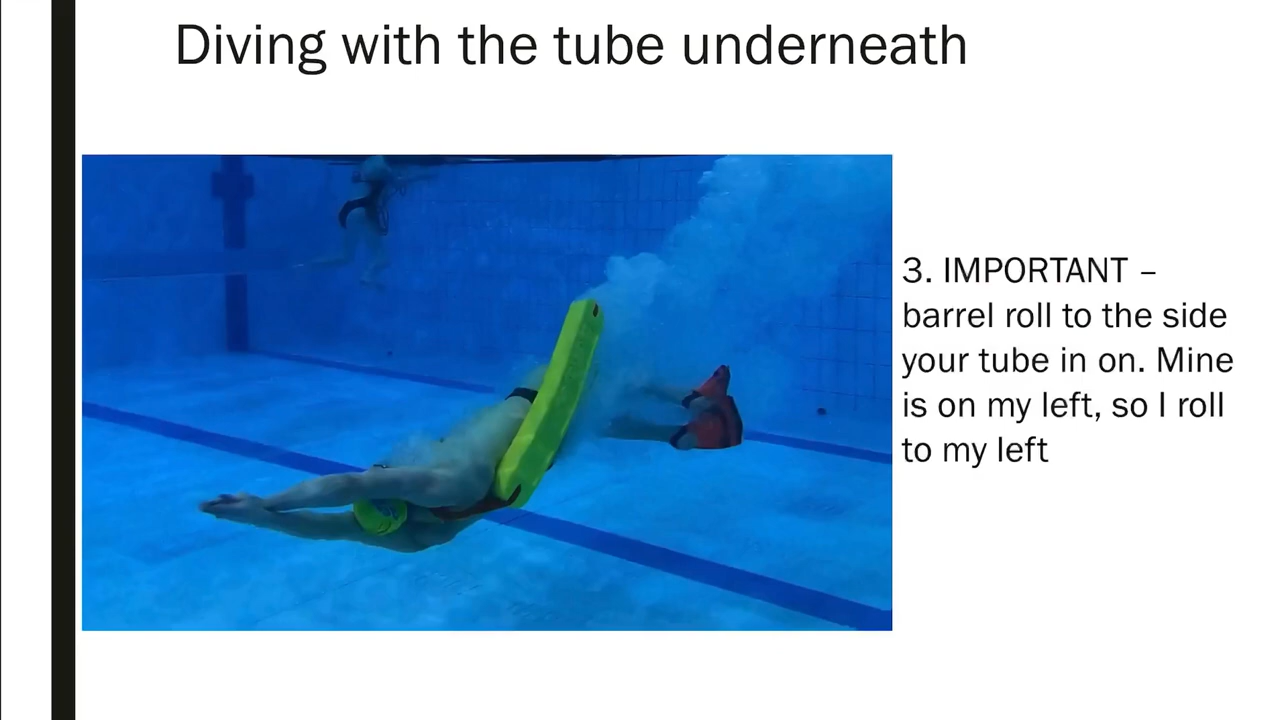 Diving with the tube underneath
3. IMPORTANT –
barrel roll to the side
your tube in on. Mine
is on my left, so I roll
to my left